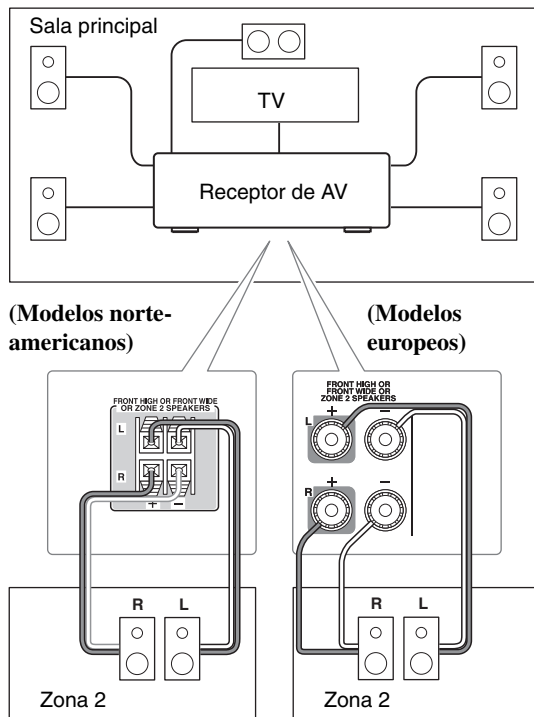 Sala principal
TV
Receptor de AV
(Modelos norte-
americanos)
FRONT HIGH OR FRONT WIDE
OR ZONE 2 SPEAKERS
L
R
+ −
R L
Zona 2
(Modelos
europeos)
FRONT HIGH OR
FRONT WIDE OR
ZONE 2 SPEAKERS
+ −
L
+ −
R
R L
Zona 2